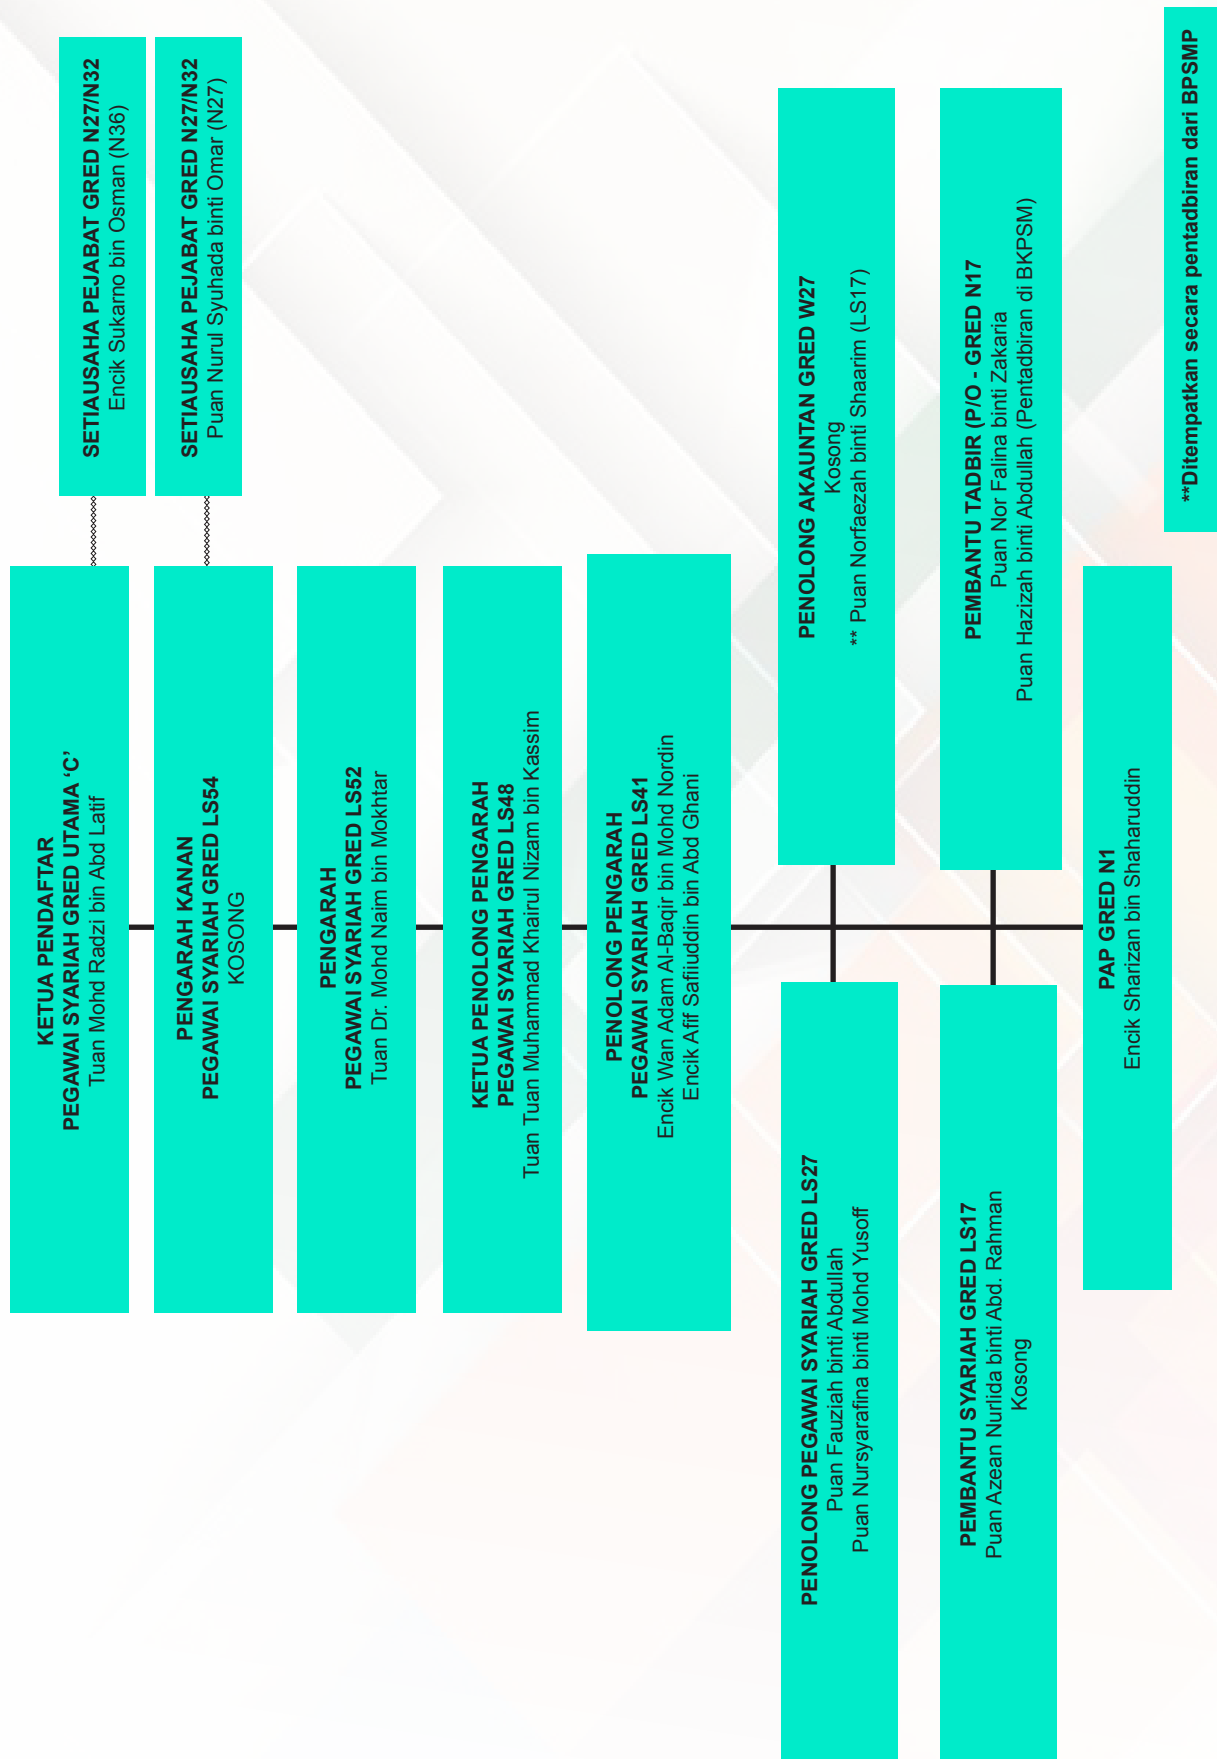 KETUA PENDAFTAR
PEGAWAI SYARIAH GRED UTAMA ‘C’
Tuan Mohd Radzi bin Abd Latif
SETIAUSAHA PEJABAT GRED N27/N32
Encik Sukarno bin Osman (N36)
PENGARAH KANAN
PEGAWAI SYARIAH GRED LS54
KOSONG
SETIAUSAHA PEJABAT GRED N27/N32
Puan Nurul Syuhada binti Omar (N27)
PENGARAH
PEGAWAI SYARIAH GRED LS52
Tuan Dr. Mohd Naim bin Mokhtar
KETUA PENOLONG PENGARAH
PEGAWAI SYARIAH GRED LS48
Tuan Tuan Muhammad Khairul Nizam bin Kassim
PENOLONG PENGARAH
PEGAWAI SYARIAH GRED LS41
Encik Wan Adam Al-Baqir bin Mohd Nordin
Encik Afif Safiiuddin bin Abd Ghani
PENOLONG PEGAWAI SYARIAH GRED LS27
Puan Fauziah binti Abdullah
Puan Nursyarafina binti Mohd Yusoff
PENOLONG AKAUNTAN GRED W27
Kosong
** Puan Norfaezah binti Shaarim (LS17)
PEMBANTU SYARIAH GRED LS17
Puan Azean Nurlida binti Abd. Rahman
Kosong
PEMBANTU TADBIR (P/O - GRED N17
Puan Nor Falina binti Zakaria
Puan Hazizah binti Abdullah (Pentadbiran di BKPSM)
PAP GRED N1
Encik Sharizan bin Shaharuddin
**Ditempatkan secara pentadbiran dari BPSMP